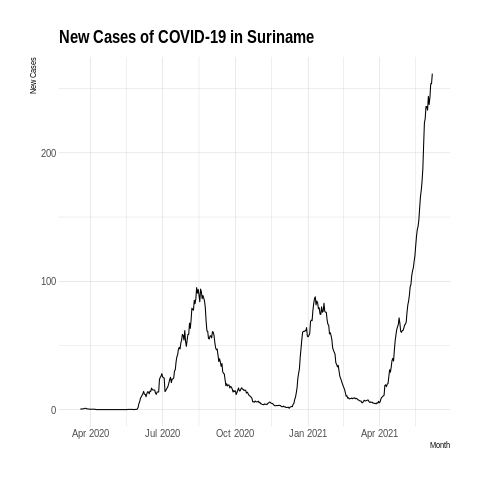 New Cases of COVID-19 in Suriname
New Cases
200
100
0
Apr 2020 Jul 2020 Oct 2020 Jan 2021 Apr 2021
Month